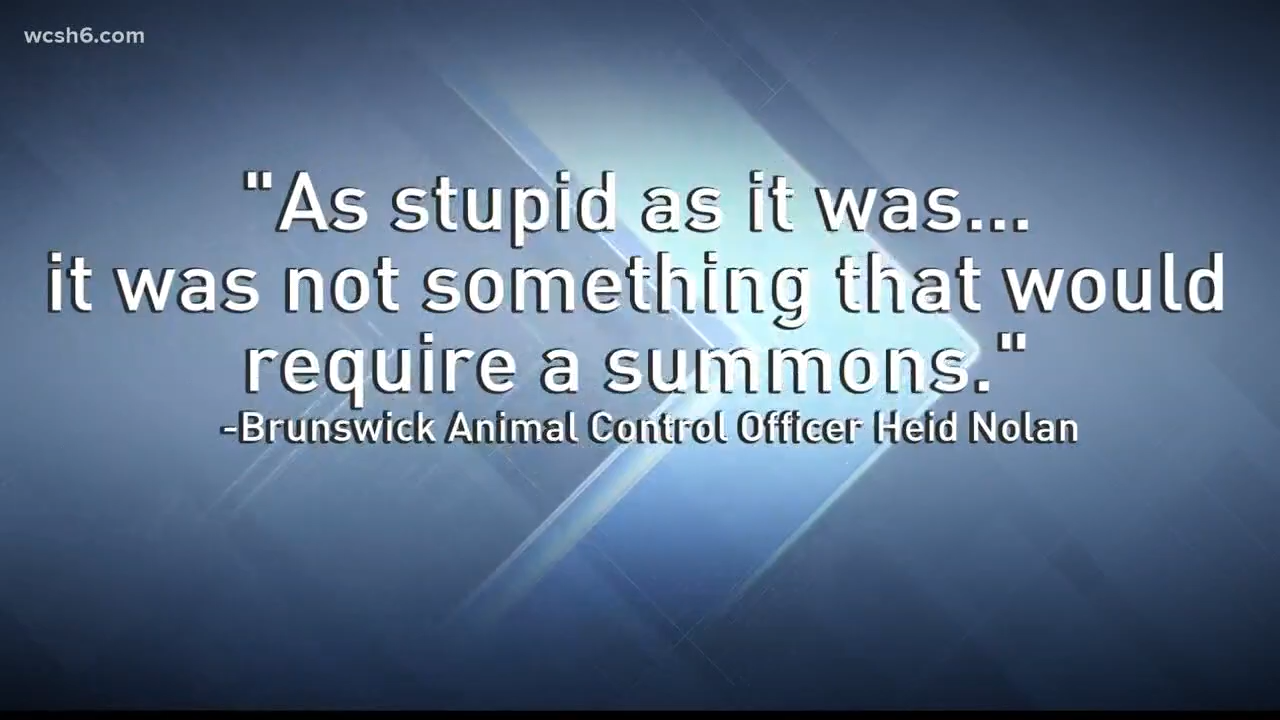 wcsh6.com
"As stupid as it was...
it was not something that would
require a summons."
-Brunswick Animal Control Officer Heid Nolan